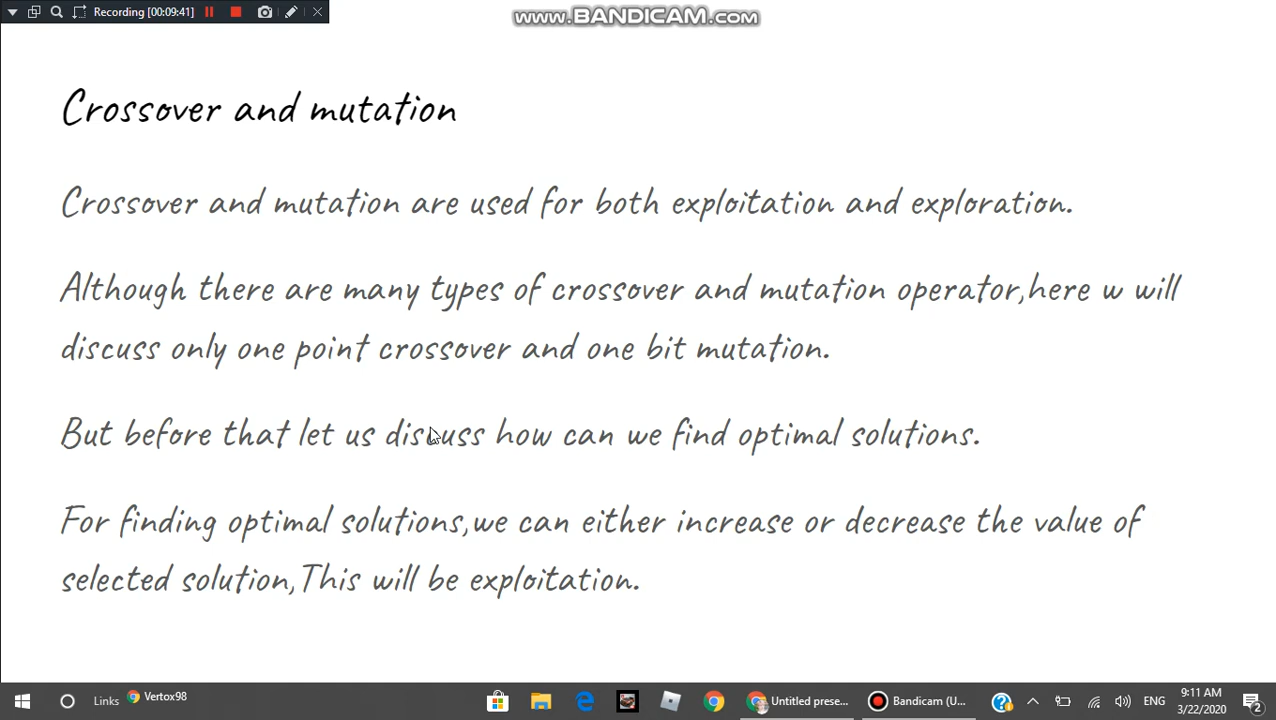 Recording [00:09:41]
www.BANDICAM.com
Crossover and mutation
Crossover and mutation are used for both exploitation and exploration.
Although there are many types of crossover and mutation operator,here w will
discuss only one point crossover and one bit mutation.
But before that let us discuss how can we find optimal solutions.
For finding optimal solutions,we can either increase or decrease the value of
selected solution,This will be exploitation.
Links Vertox98 Untitled prese... Bandicam (U... ENG 9:11 AM
3/22/2020 2